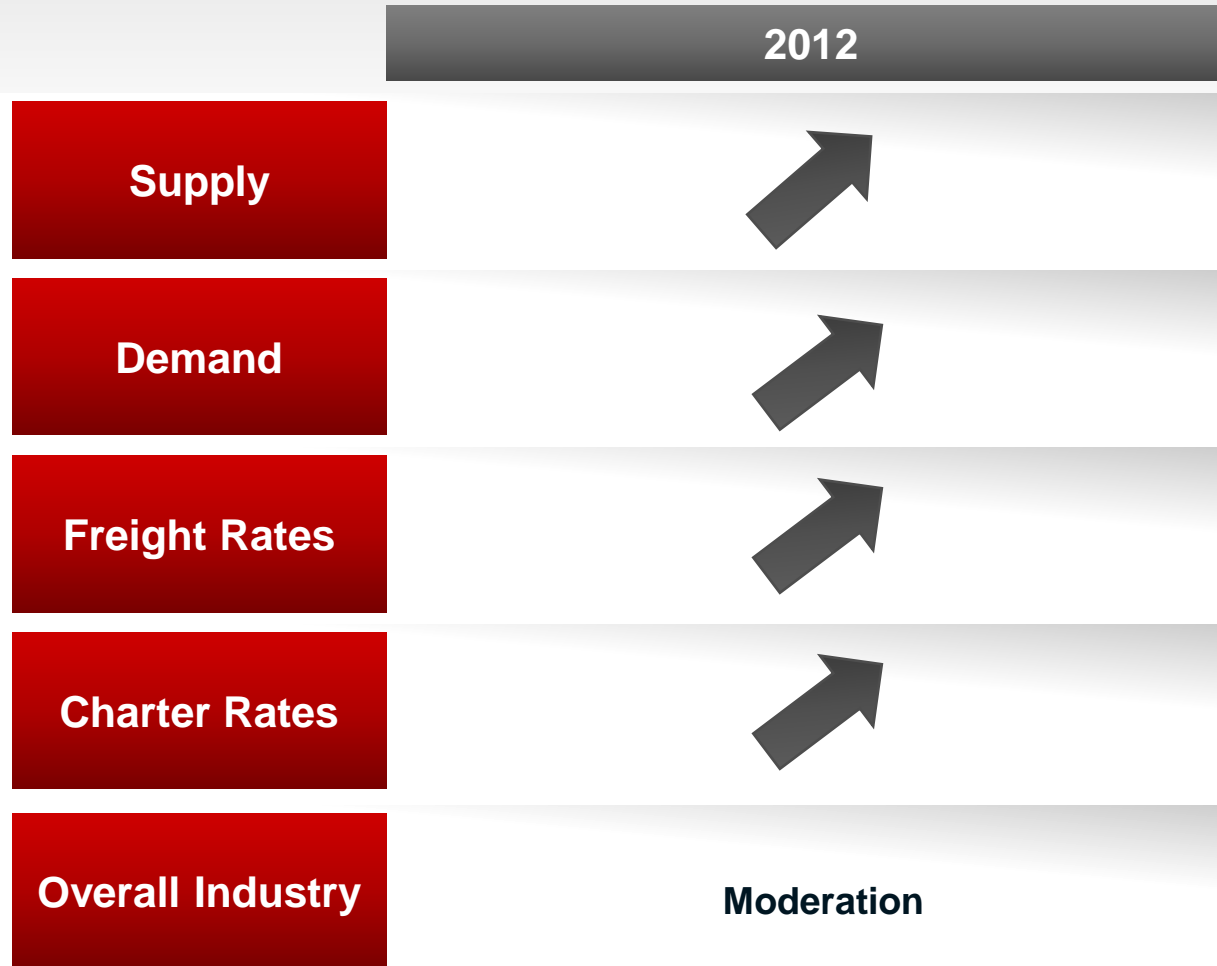 2012
Supply
Demand
Freight Rates
Charter Rates
Overall Industry
Moderation